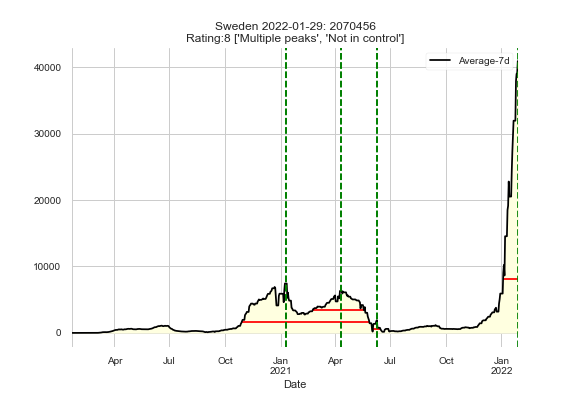 Sweden 2022-01-29: 2070456
Rating:8 ['Multiple peaks', 'Not in control']
Average-7d
40000
30000
20000
10000
0
Apr Jul Oct Jan Apr Jul Oct Jan
2021 2022
Date